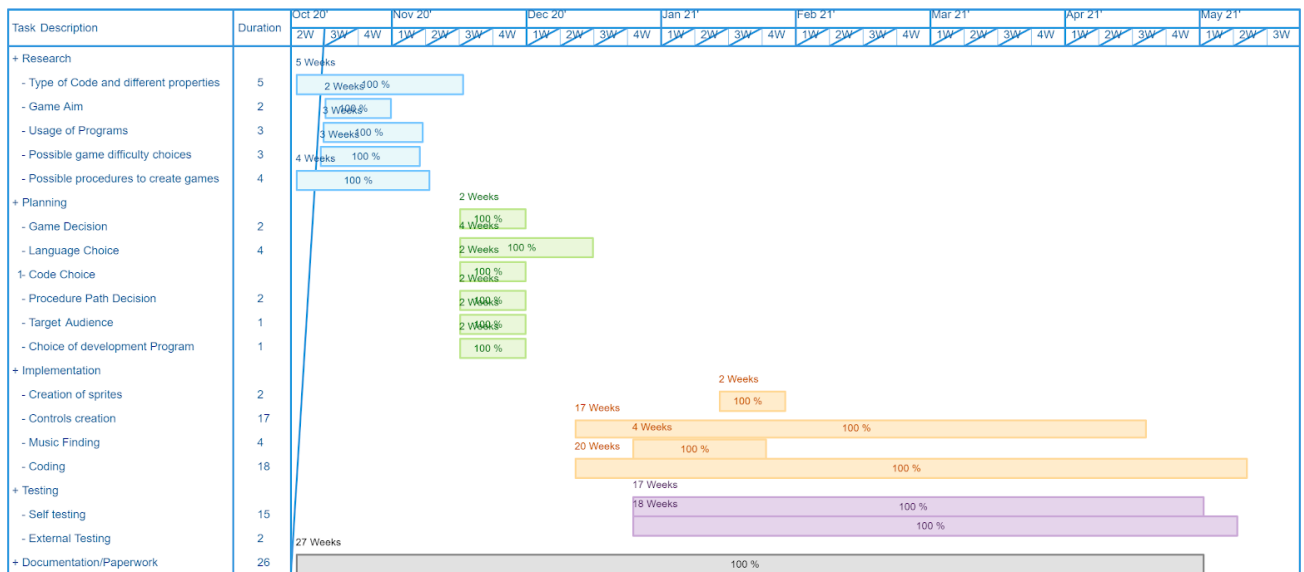 Task Description Duration Oct 20' Nov 20' Dec 20' Jan 21' Feb 21' Mar 21' Apr 21' May 21'
2W 3W 4W 1W 2W 3W 4W 1W 2W 3W 4W 1W 2W 3W 4W 1W 2W 3W 4W 1W 2W 3W 4W 1W 2W 3W 4W 1W 2W 3W
+ Research 5 Weeks
- Type of Code and different properties 5 2 Weeks 100 %
- Game Aim 2 3 Weeks 100 %
- Usage of Programs 3 3 Weeks 100 %
- Possible game difficulty choices 3 4 Weeks 100 %
- Possible procedures to create games 4 100 %
+ Planning 2 Weeks
- Game Decision 2 100 % 4 Weeks
- Language Choice 4 2 Weeks 100 %
1- Code Choice 100 % 2 Weeks
- Procedure Path Decision 2 100 % 2 Weeks
- Target Audience 1 100 % 2 Weeks
- Choice of development Program 1 100 %
+ Implementation 2 Weeks
- Creation of sprites 2 100 % 17 Weeks
- Controls creation 17 4 Weeks 100 %
- Music Finding 4 20 Weeks 100 %
- Coding 18 100 %
+ Testing 17 Weeks
- Self testing 15 18 Weeks 100 %
- External Testing 2 27 Weeks 100 %
+ Documentation/Paperwork 26 100 %